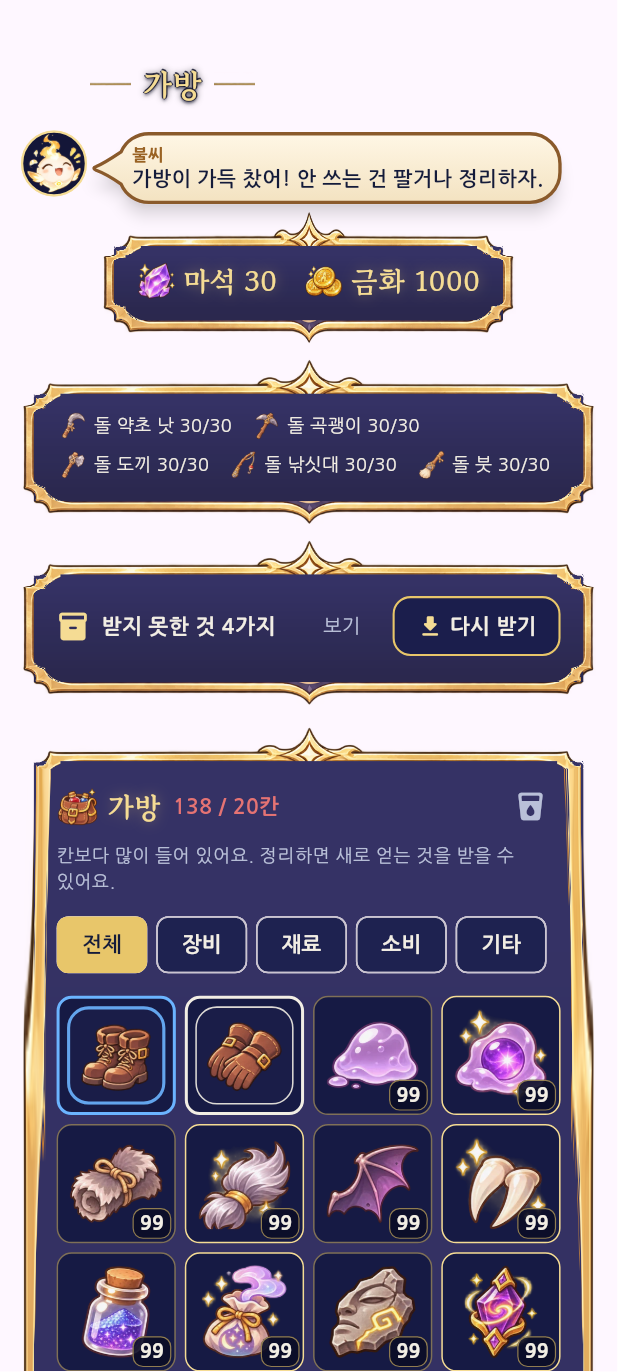 가방
불씨
가방이 가득 찼어! 안 쓰는 건 팔거나 정리하자.
마석 30 금화 1000
돌 약초 낫 30/30 돌 곡괭이 30/30
돌 도끼 30/30 돌 낚싯대 30/30 돌 붓 30/30
받지 못한 것 4가지 보기 다시 받기
가방 138 / 20칸
칸보다 많이 들어 있어요. 정리하면 새로 얻는 것을 받을 수
있어요.
전체 장비 재료 소비 기타
99 99
99 99 99 99
99 99 99 99